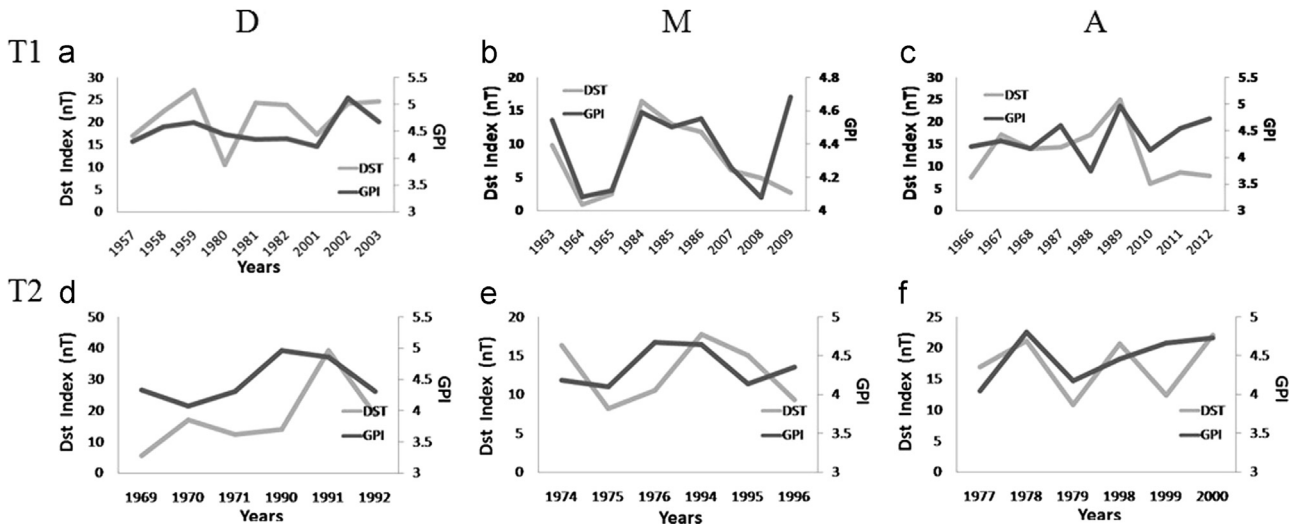 D M A
T1
a
Dst Index (nT)
30
25
20
15
10
5
0
5.5
5
4.5
4
3.5
3
GPI
DST
GPI
1957 1958 1959 1980 1981 1982 2001 2002 2003
Years
b
Dst Index (nT)
20
15
10
5
0
4.8
4.6
4.4
4.2
4
GPI
DST
GPI
1963 1964 1965 1984 1985 1986 2007 2008 2009
c
Dst Index (nT)
30
25
20
15
10
5
0
5.5
5
4.5
4
3.5
3
GPI
DST
GPI
1966 1967 1968 1987 1988 1989 2010 2011 2012
T2
d
Dst Index (nT)
50
40
30
20
10
0
5.5
5
4.5
4
3.5
3
GPI
DST
GPI
1969 1970 1971 1990 1991 1992
Years
e
Dst Index (nT)
20
15
10
5
0
5
4.5
4
3.5
3
GPI
DST
GPI
1974 1975 1976 1994 1995 1996
Years
f
Dst Index (nT)
25
20
15
10
5
0
5
4.5
4
3.5
3
GPI
DST
GPI
1977 1978 1979 1998 1999 2000
Years